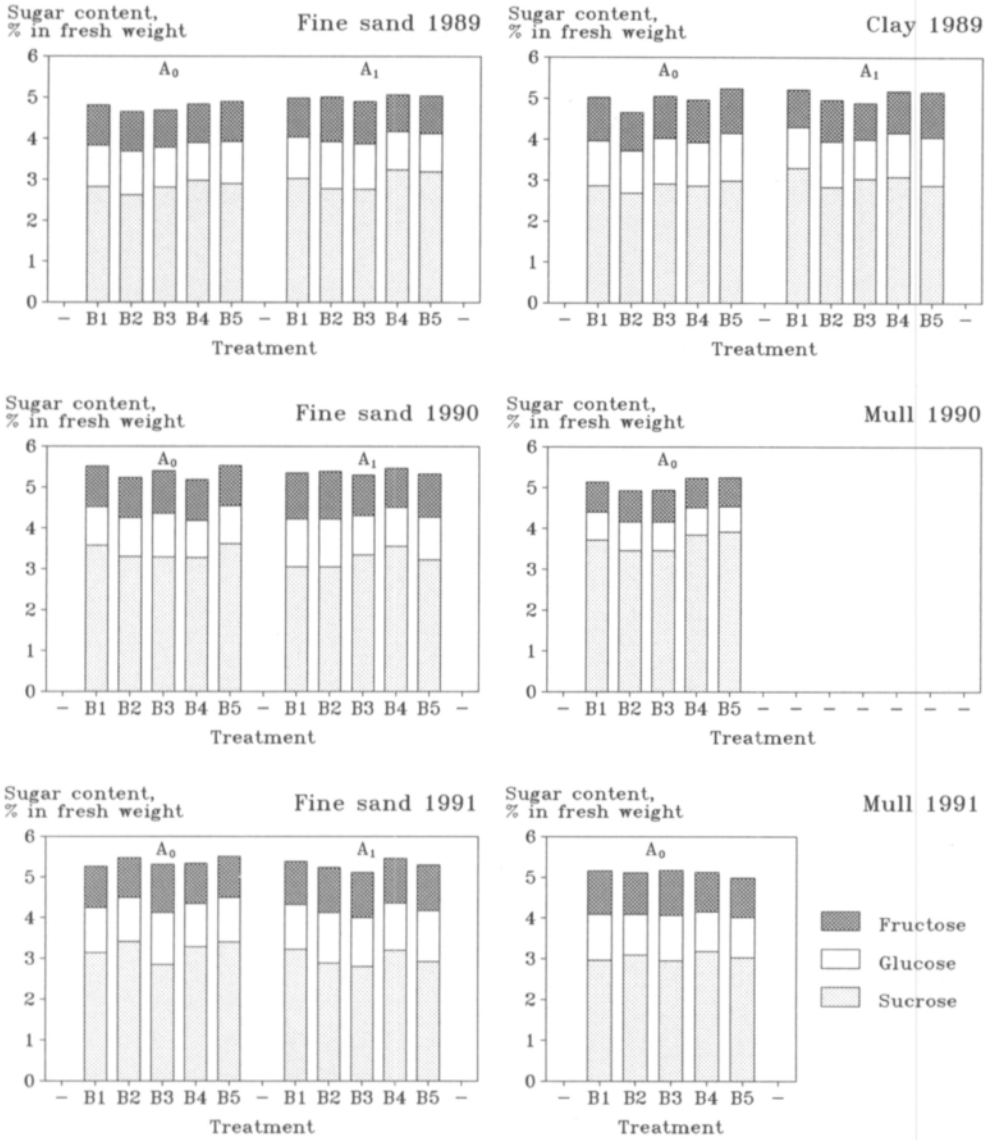 Sugar content,
% in fresh weight
Fine sand 1989
6
A₀
A₁
5
4
3
2
1
0
– B1 B2 B3 B4 B5 – B1 B2 B3 B4 B5 –
Treatment
Sugar content,
% in fresh weight
Clay 1989
6
A₀
A₁
5
4
3
2
1
0
– B1 B2 B3 B4 B5 – B1 B2 B3 B4 B5 –
Treatment
Sugar content,
% in fresh weight
Fine sand 1990
6
A₀
A₁
5
4
3
2
1
0
– B1 B2 B3 B4 B5 – B1 B2 B3 B4 B5 –
Treatment
Sugar content,
% in fresh weight
Mull 1990
6
A₀
5
4
3
2
1
0
– B1 B2 B3 B4 B5 – – – – – – –
Treatment
Sugar content,
% in fresh weight
Fine sand 1991
6
A₀
A₁
5
4
3
2
1
0
– B1 B2 B3 B4 B5 – B1 B2 B3 B4 B5 –
Treatment
Sugar content,
% in fresh weight
Mull 1991
6
A₀
5
4
3
2
1
0
– B1 B2 B3 B4 B5 –
Treatment
Fructose
Glucose
Sucrose